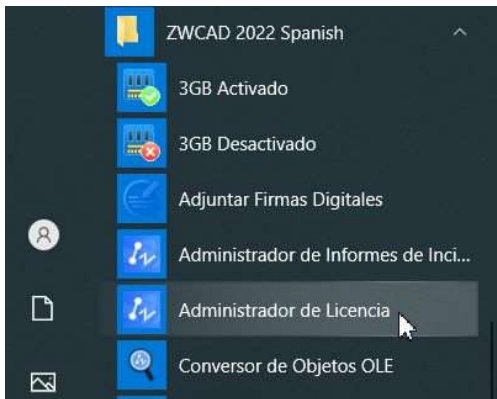 ZWCAD 2022 Spanish
3GB Activado
3GB Desactivado
Adjuntar Firmas Digitales
Administrador de Informes de Inci...
Administrador de Licencia
Conversor de Objetos OLE